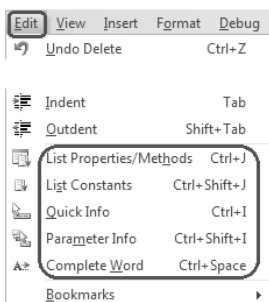 Edit View Insert Format Debug
Undo Delete Ctrl+Z
Indent Tab
Outdent Shift+Tab
List Properties/Methods Ctrl+J
List Constants Ctrl+Shift+J
Quick Info Ctrl+I
Parameter Info Ctrl+Shift+I
Complete Word Ctrl+Space
Bookmarks